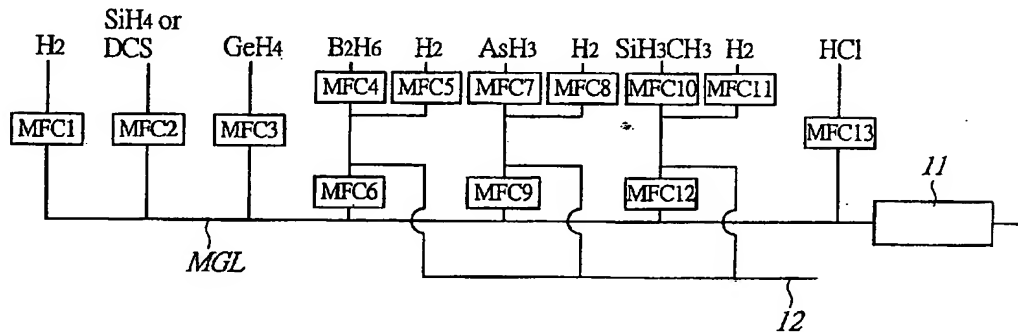 SiH4 or
H2 DCS GeH4 B2H6 H2 AsH3 H2 SiH3CH3 H2 HCl
MFC4 MFC5 MFC7 MFC8 MFC10 MFC11
MFC1 MFC2 MFC3 MFC13
MFC6 MFC9 MFC12
11
MGL
12